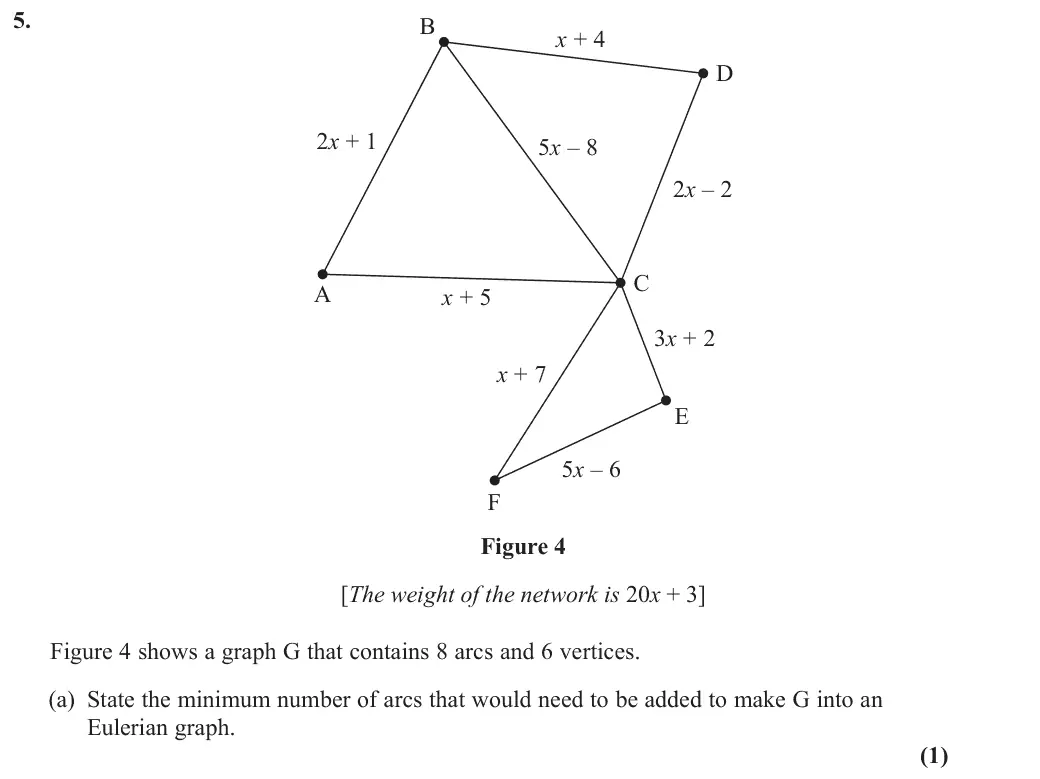 5.
B
x + 4
D
2x + 1
5x – 8
2x – 2
A
x + 5
C
3x + 2
x + 7
E
5x – 6
F
Figure 4
[The weight of the network is 20x + 3]
Figure 4 shows a graph G that contains 8 arcs and 6 vertices.
(a) State the minimum number of arcs that would need to be added to make G into an
Eulerian graph.
(1)